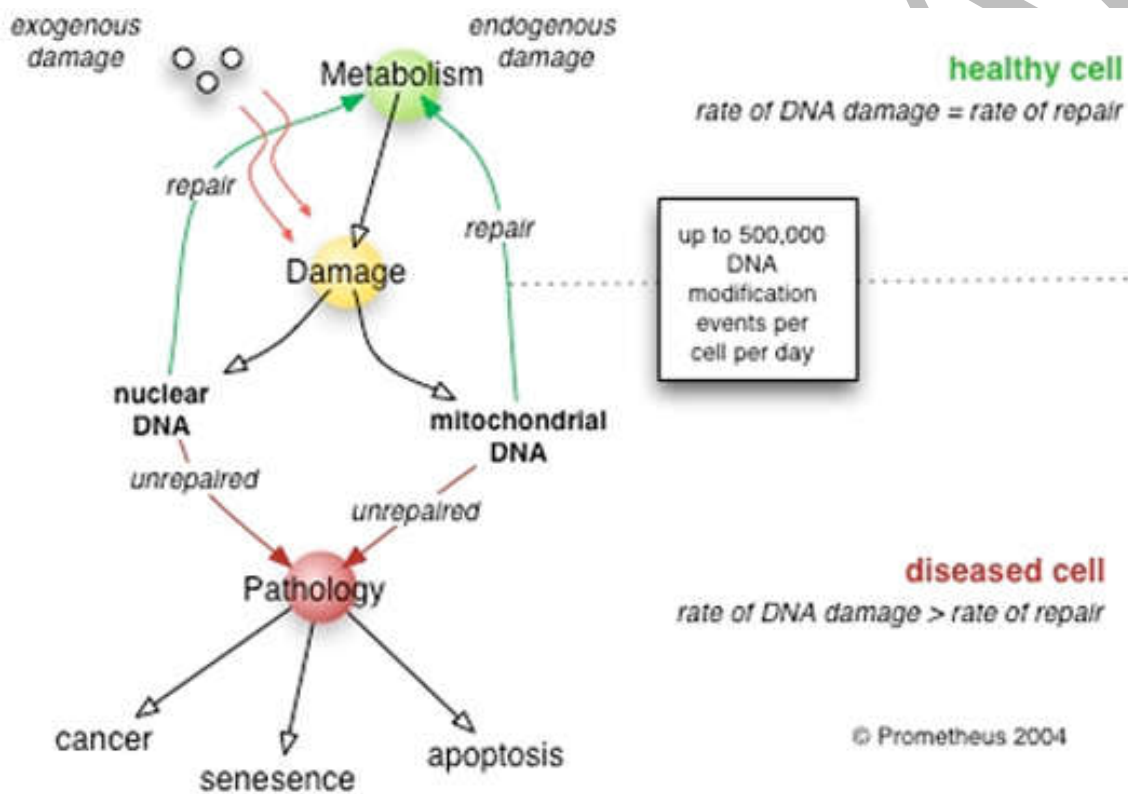 exogenous
damage
endogenous
damage
Metabolism
healthy cell
rate of DNA damage = rate of repair
repair
repair
up to 500,000
DNA
modification
events per
cell per day
Damage
nuclear
DNA
mitochondrial
DNA
unrepaired
unrepaired
Pathology
diseased cell
rate of DNA damage > rate of repair
cancer
senesence
apoptosis
© Prometheus 2004